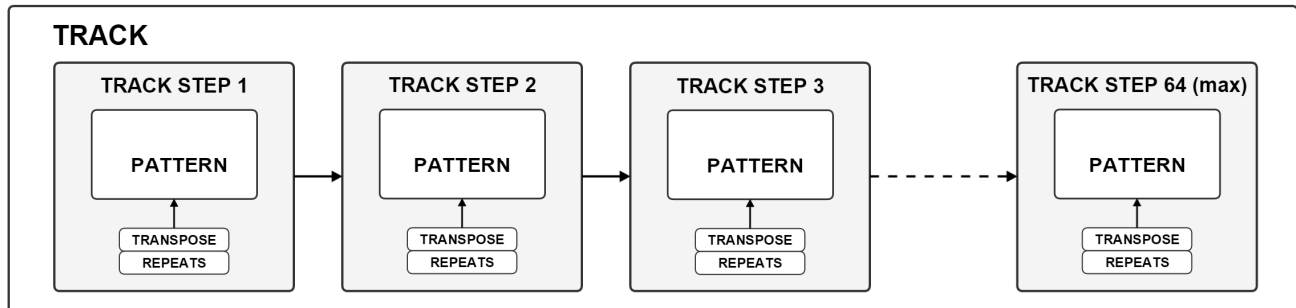 TRACK
TRACK STEP 1
PATTERN
TRANSPOSE
REPEATS
TRACK STEP 2
PATTERN
TRANSPOSE
REPEATS
TRACK STEP 3
PATTERN
TRANSPOSE
REPEATS
TRACK STEP 64 (max)
PATTERN
TRANSPOSE
REPEATS